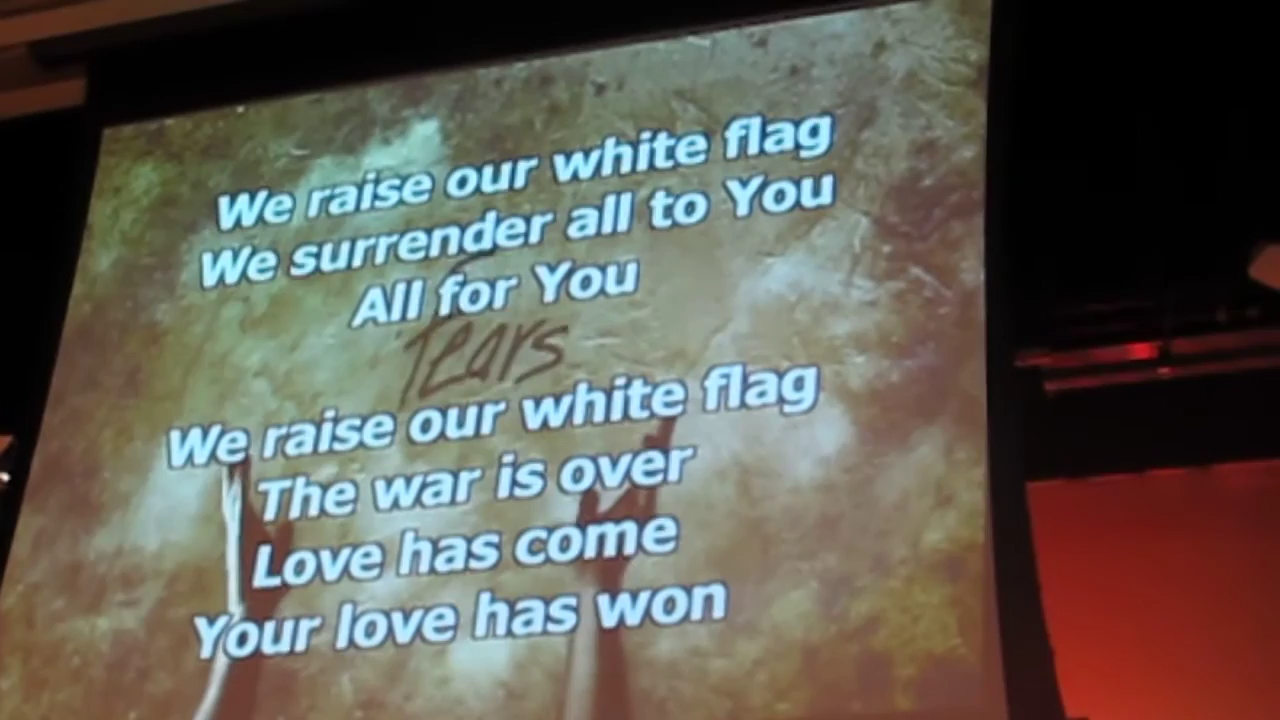 We raise our white flag
We surrender all to You
All for You
Tears
We raise our white flag
The war is over
Love has come
Your love has won